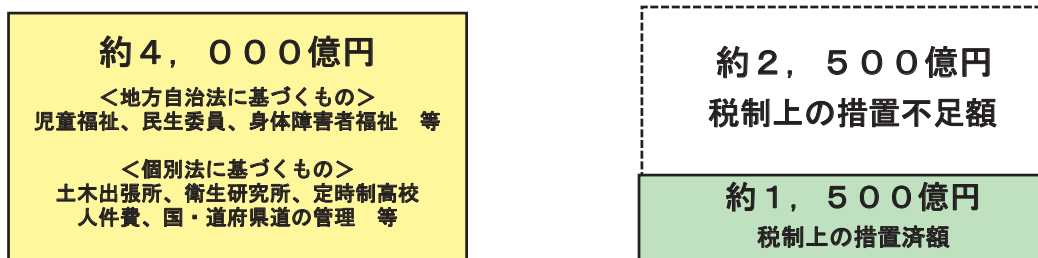 約4，０００億円
＜地方自治法に基づくもの＞
児童福祉、民生委員、身体障害者福祉　等
＜個別法に基づくもの＞
土木出張所、衛生研究所、定時制高校
人件費、国・道府県道の管理　等
約２，５００億円
税制上の措置不足額
約１，５００億円
税制上の措置済額